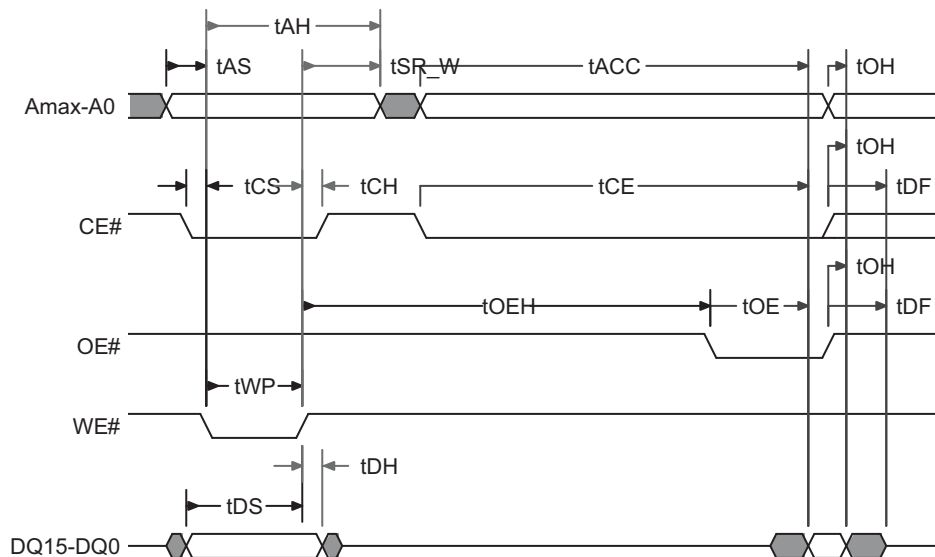 tAH
tAS
tSR_W
tACC
tOH
Amax-A0
tOH
tCS
tCH
tCE
tDF
CE#
tOH
tOEH
tOE
tDF
OE#
tWP
WE#
tDH
tDS
DQ15-DQ0